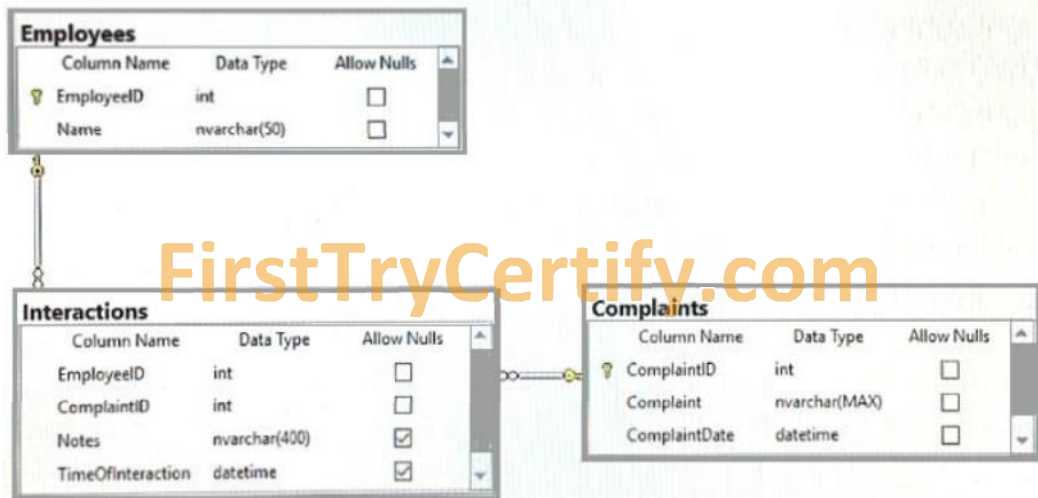 Employees
Column Name Data Type Allow Nulls
EmployeeID int
Name nvarchar(50)
FirstTryCertify.com
Interactions
Column Name Data Type Allow Nulls
EmployeeID int
ComplaintID int
Notes nvarchar(400)
TimeOfInteraction datetime
Complaints
Column Name Data Type Allow Nulls
ComplaintID int
Complaint nvarchar(MAX)
ComplaintDate datetime